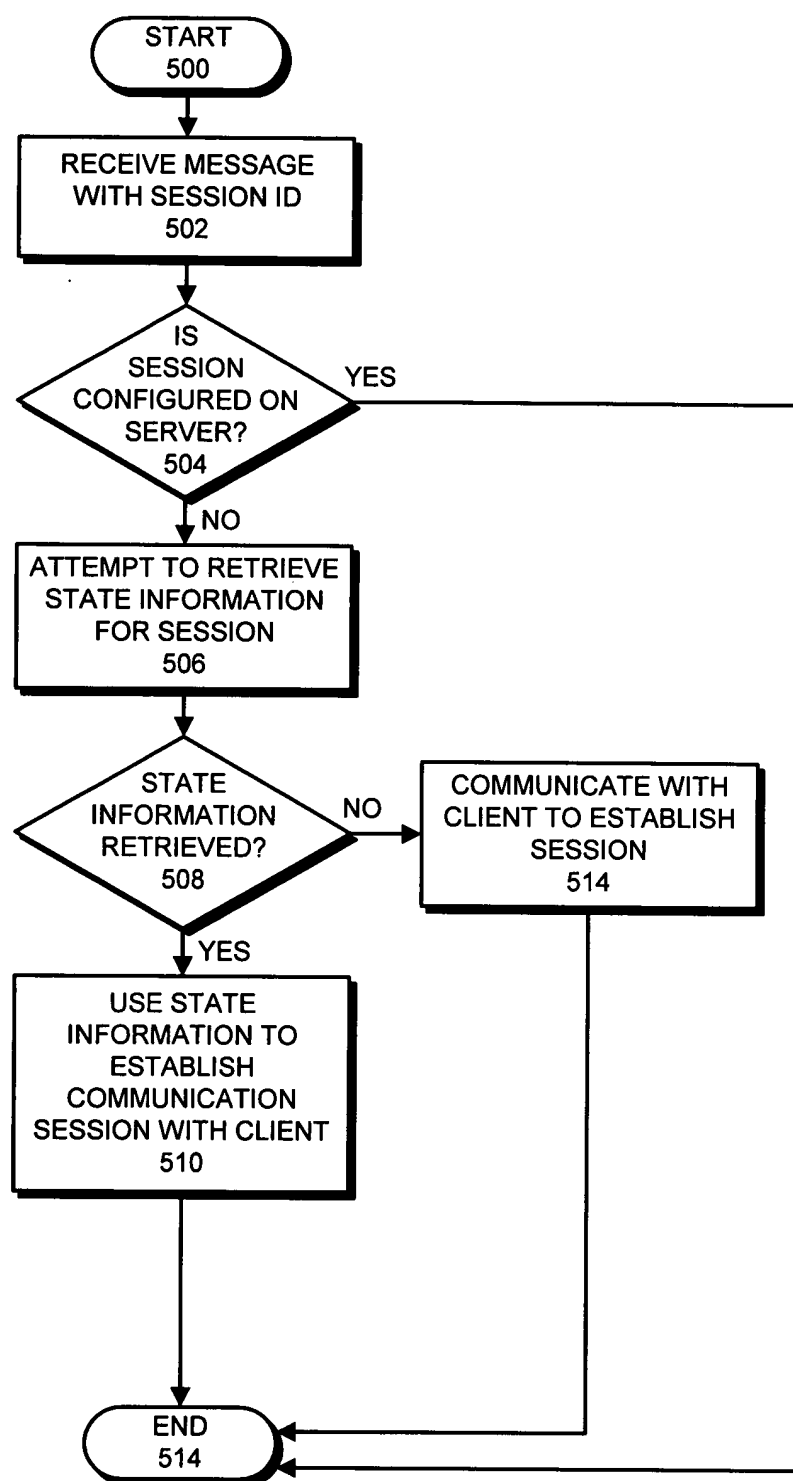 START
500
RECEIVE MESSAGE
WITH SESSION ID
502
IS
SESSION
CONFIGURED ON
SERVER?
504
YES
NO
ATTEMPT TO RETRIEVE
STATE INFORMATION
FOR SESSION
506
STATE
INFORMATION
RETRIEVED?
508
NO
COMMUNICATE WITH
CLIENT TO ESTABLISH
SESSION
514
YES
USE STATE
INFORMATION TO
ESTABLISH
COMMUNICATION
SESSION WITH CLIENT
510
END
514